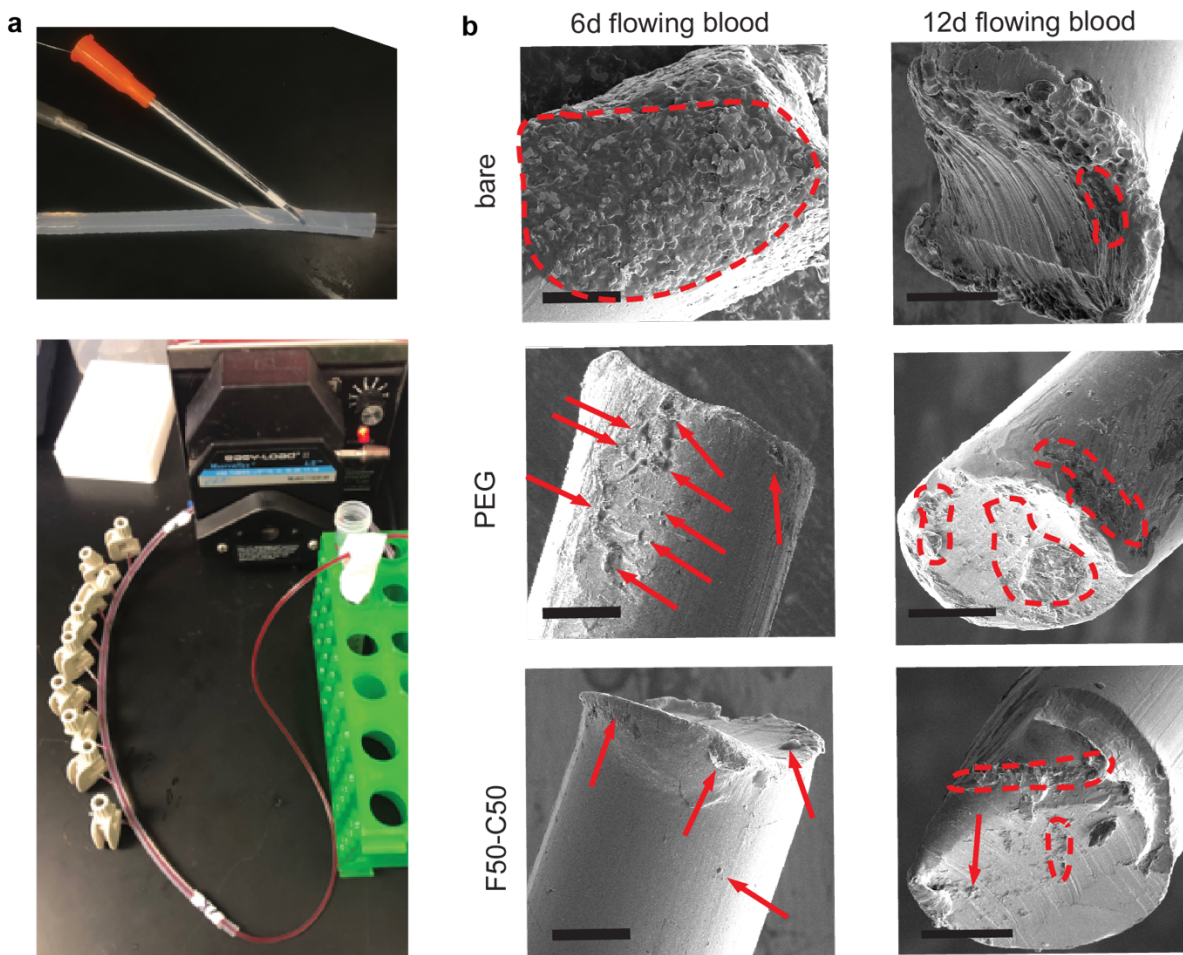 a
b
6d flowing blood
12d flowing blood
bare
PEG
F50-C50
EASY-LOAD